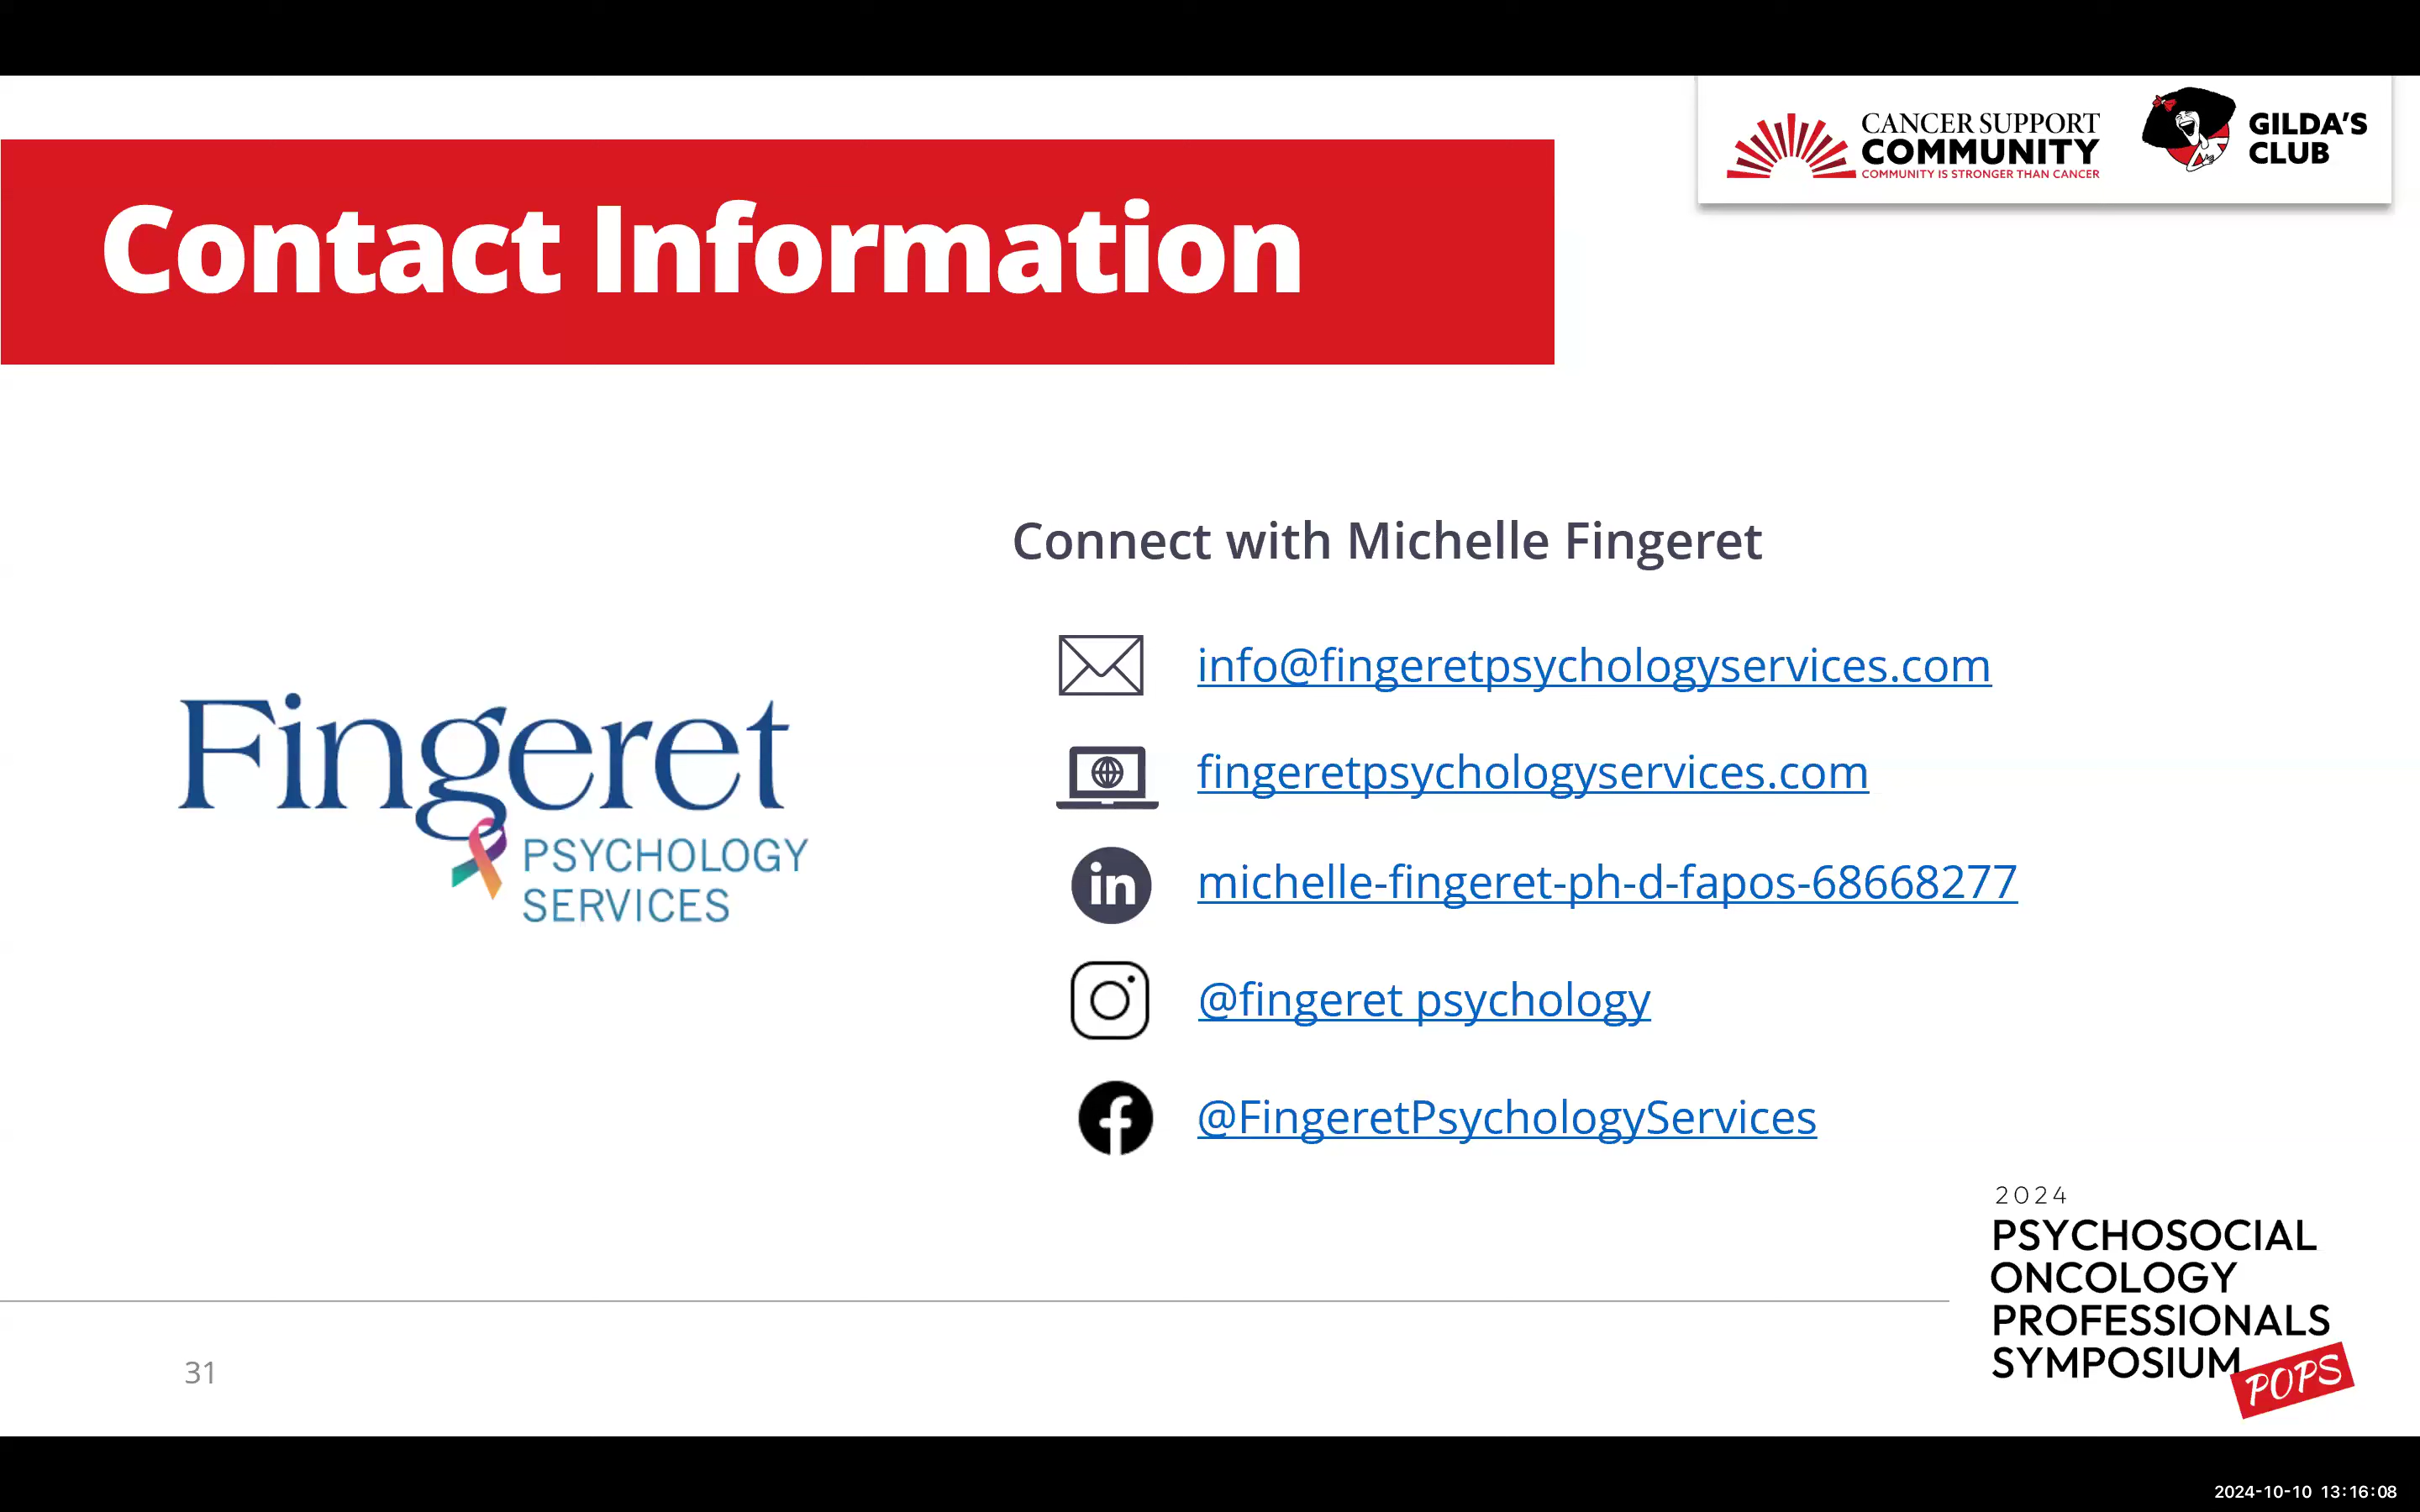 CANCER SUPPORT
COMMUNITY
COMMUNITY IS STRONGER THAN CANCER
GILDA'S
CLUB
Contact Information
Connect with Michelle Fingeret
info@fingeretpsychologyservices.com
fingeretpsychologyservices.com
michelle-fingeret-ph-d-fapos-68668277
@fingeret psychology
@FingeretPsychologyServices
Fingeret
PSYCHOLOGY
SERVICES
2024
PSYCHOSOCIAL
ONCOLOGY
PROFESSIONALS
SYMPOSIUM
POPS
31
2024-10-10 13:16:08